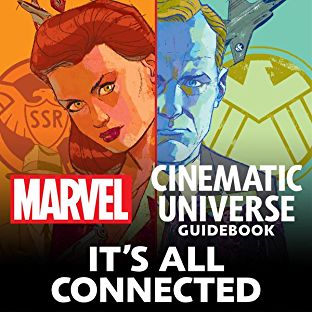 SSR
MARVEL
CINEMATIC
UNIVERSE
GUIDEBOOK
IT'S ALL
CONNECTED